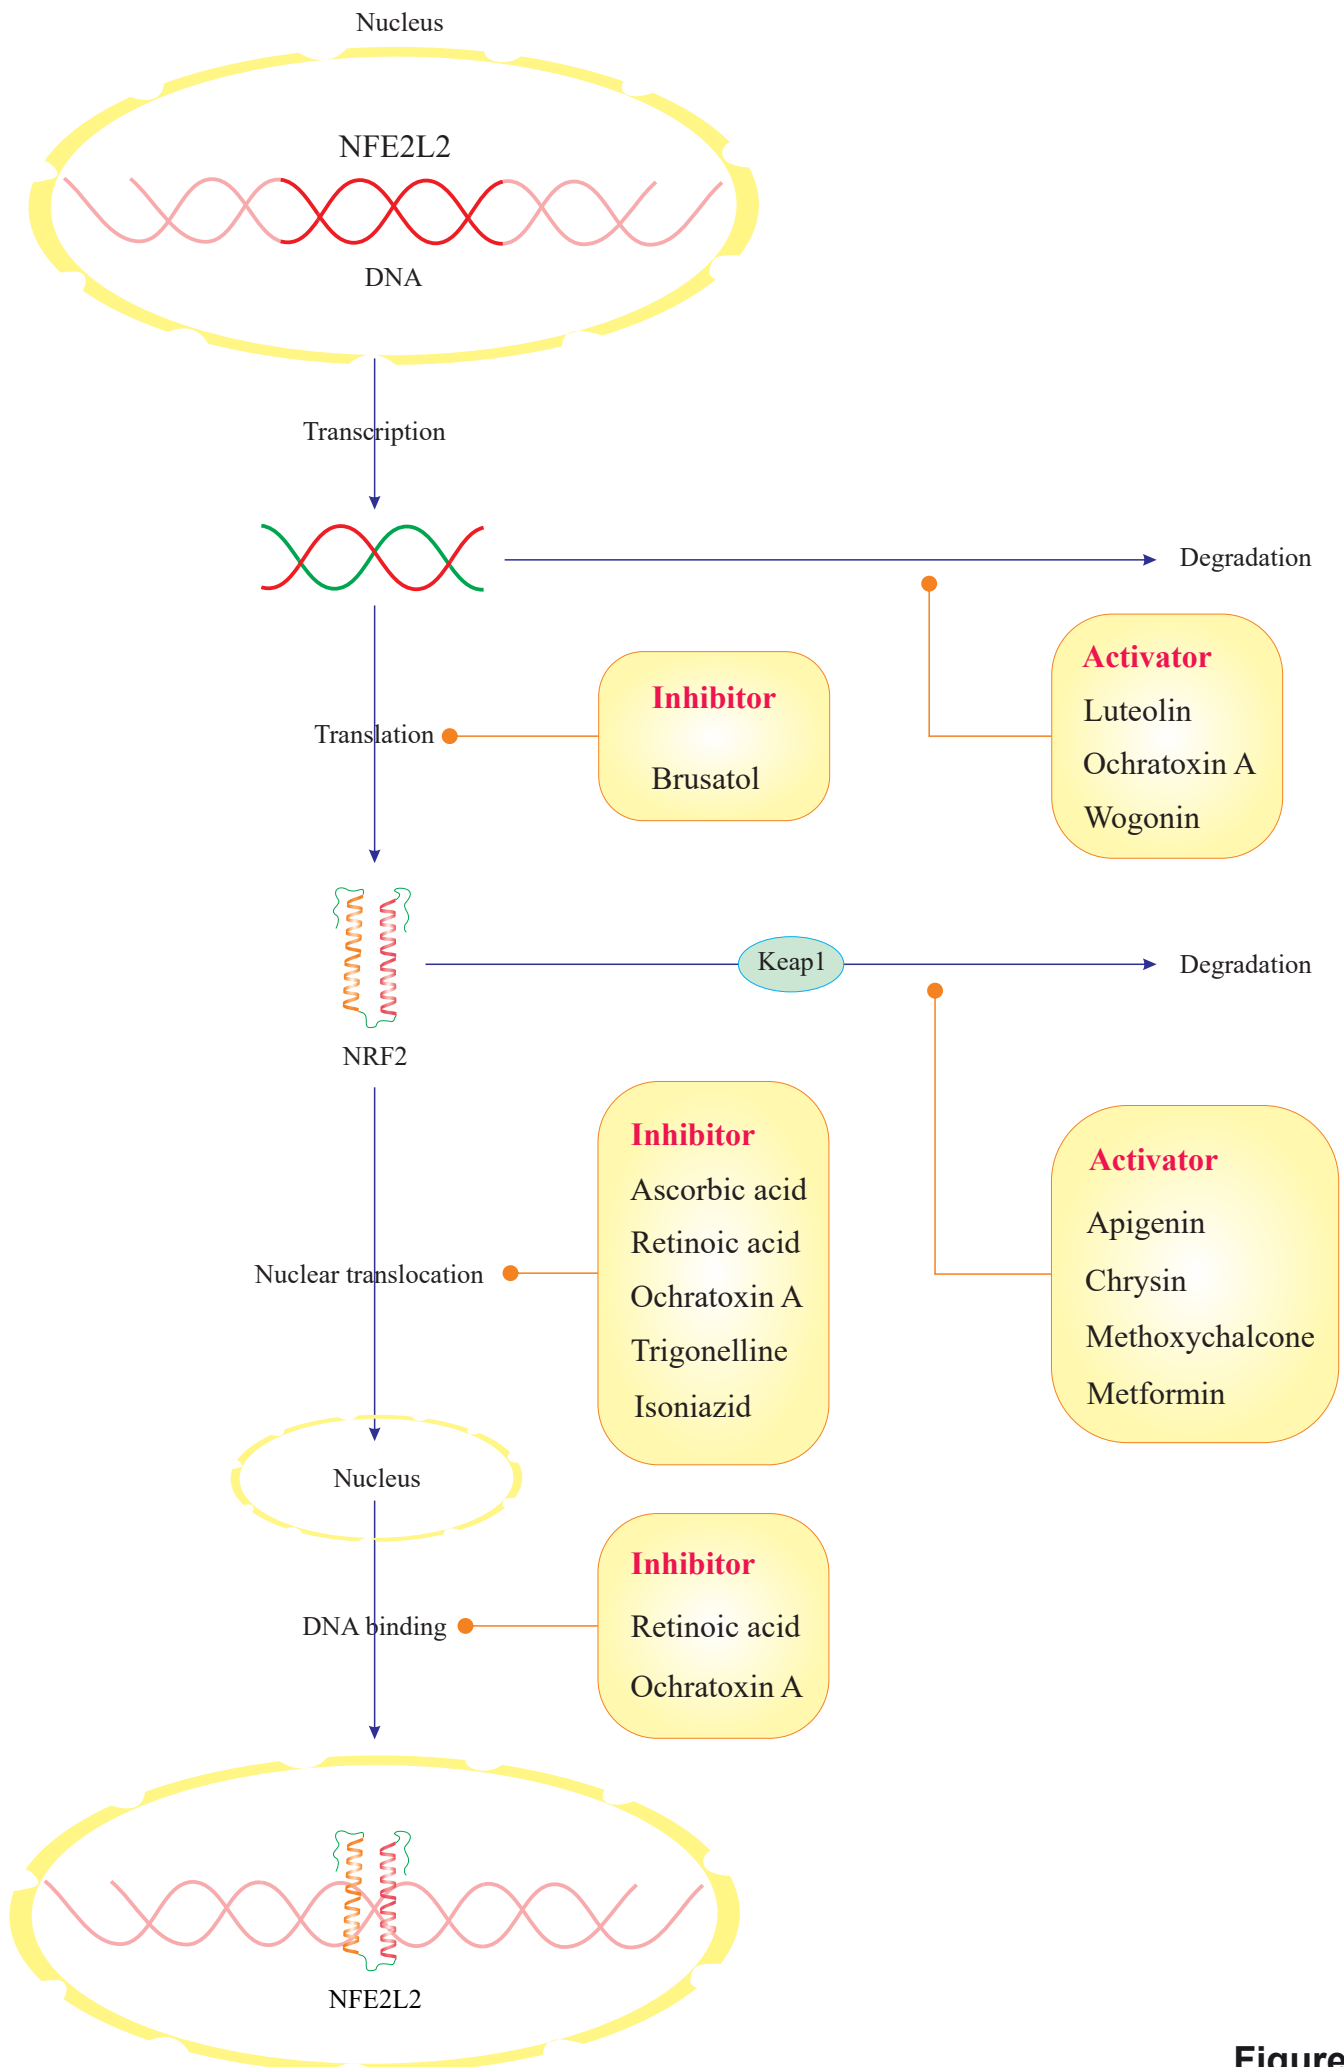 Nucleus
NFE2L2
DNA
Transcription
Degradation
Inhibitor
Brusatol
Translation
Activator
Luteolin
Ochratoxin A
Wogonin
Keap1
Degradation
NRF2
Inhibitor
Ascorbic acid
Retinoic acid
Ochratoxin A
Trigonelline
Isoniazid
Nuclear translocation
Activator
Apigenin
Chrysin
Methoxychalcone
Metformin
Nucleus
Inhibitor
Retinoic acid
Ochratoxin A
DNA binding
NFE2L2
Figure